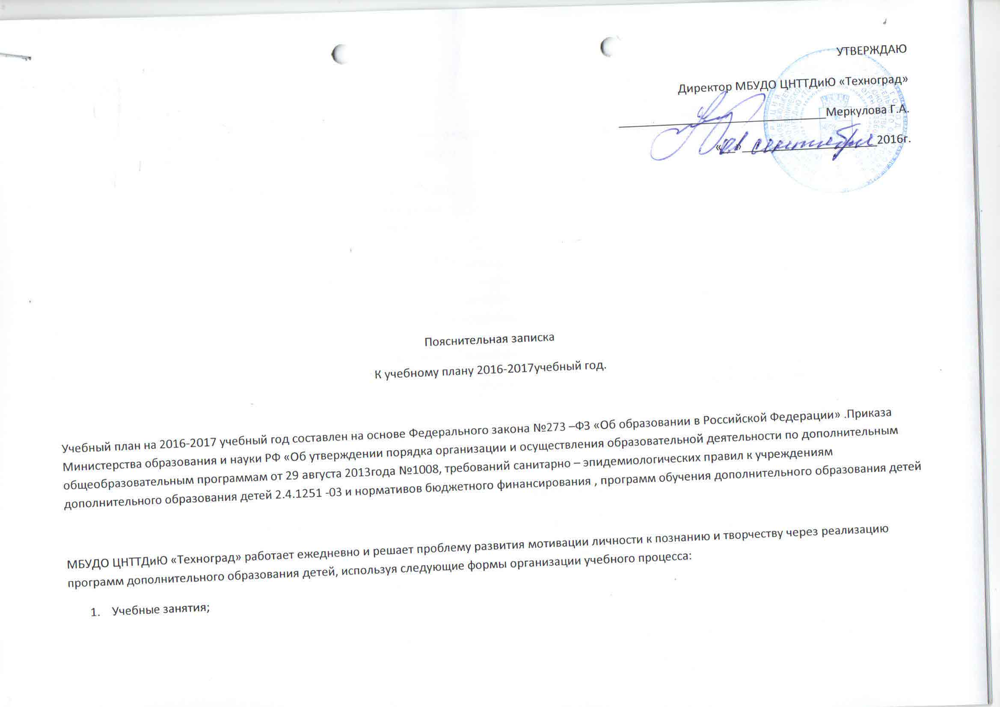 УТВЕРЖДАЮ
Директор МБУДО ЦНТТДиЮ «Техноград»
Меркулова Г.А.
« » сентября 2016г.
Пояснительная записка
К учебному плану 2016-2017учебный год.
Учебный план на 2016-2017 учебный год составлен на основе Федерального закона №273 –ФЗ «Об образовании в Российской Федерации» .Приказа
Министерства образования и науки РФ «Об утверждении порядка организации и осуществления образовательной деятельности по дополнительным
общеобразовательным программам от 29 августа 2013года №1008, требований санитарно – эпидемиологических правил к учреждениям
дополнительного образования детей 2.4.1251 -03 и нормативов бюджетного финансирования , программ обучения дополнительного образования детей
МБУДО ЦНТТДиЮ «Техноград» работает ежедневно и решает проблему развития мотивации личности к познанию и творчеству через реализацию
программ дополнительного образования детей, используя следующие формы организации учебного процесса:
1. Учебные занятия;